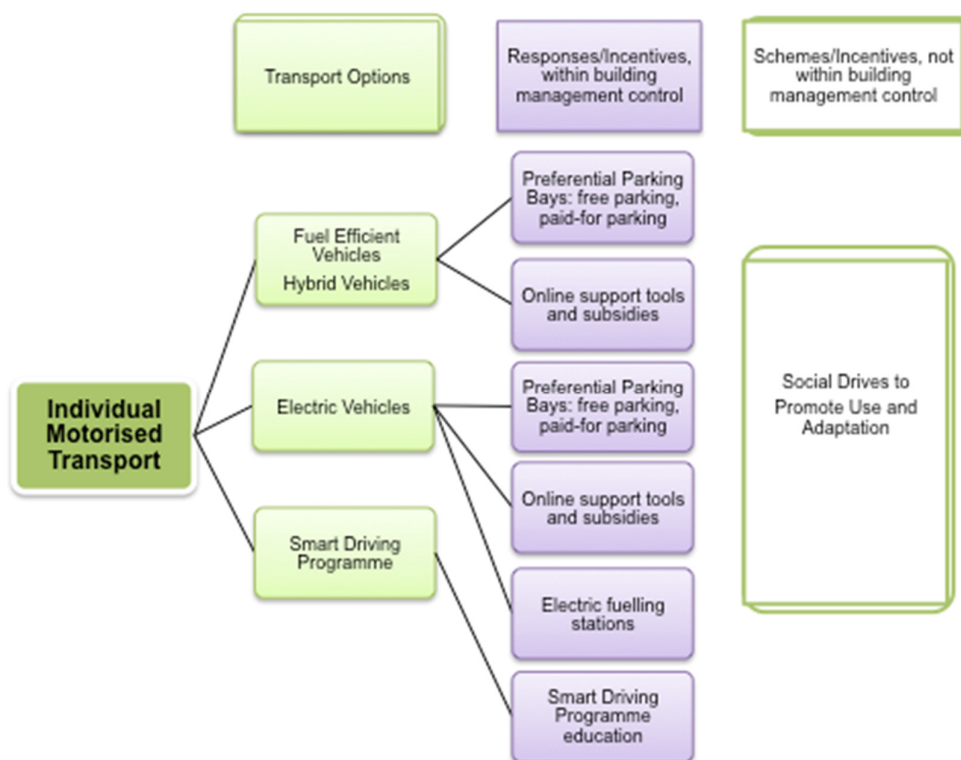 Transport Options
Responses/Incentives,
within building
management control
Schemes/Incentives, not
within building
management control
Individual
Motorised
Transport
Fuel Efficient
Vehicles
Hybrid Vehicles
Preferential Parking
Bays: free parking,
paid-for parking
Online support tools
and subsidies
Electric Vehicles
Preferential Parking
Bays: free parking,
paid-for parking
Online support tools
and subsidies
Electric fuelling
stations
Smart Driving
Programme
Smart Driving
Programme
education
Social Drives to
Promote Use and
Adaptation